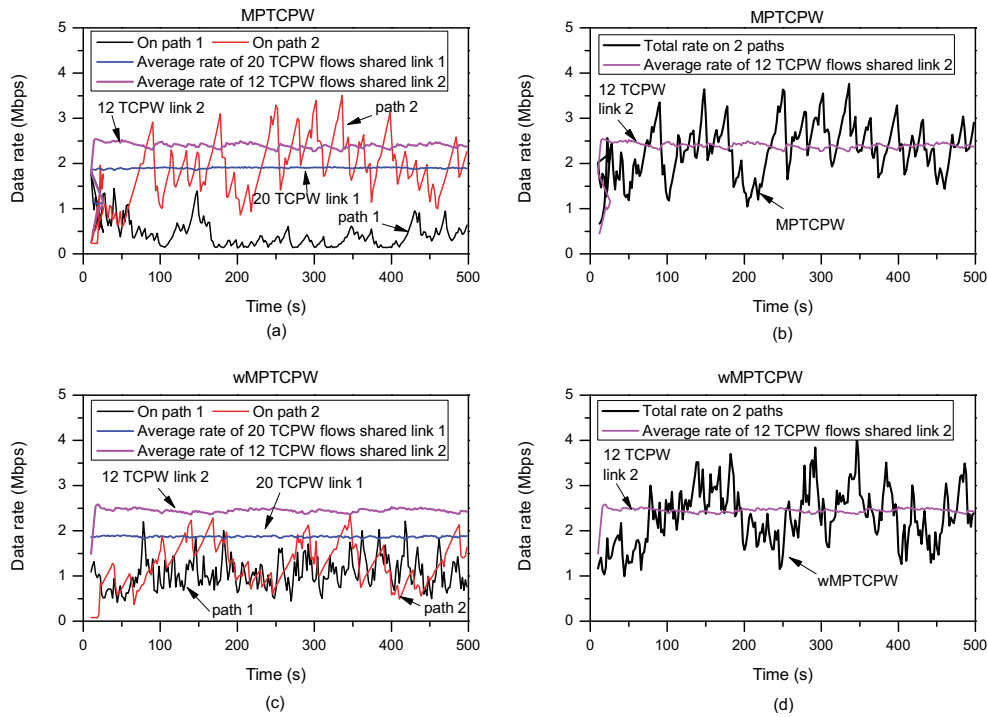 MPTCPW
5
4
3
2
1
0
Data rate (Mbps)
On path 1
On path 2
Average rate of 20 TCPW flows shared link 1
Average rate of 12 TCPW flows shared link 2
12 TCPW link 2
path 2
20 TCPW link 1
path 1
0 100 200 300 400 500
Time (s)
(a)
MPTCPW
5
4
3
2
1
0
Data rate (Mbps)
Total rate on 2 paths
Average rate of 12 TCPW flows shared link 2
12 TCPW
link 2
MPTCPW
0 100 200 300 400 500
Time (s)
(b)
wMPTCPW
5
4
3
2
1
0
Data rate (Mbps)
On path 1
On path 2
Average rate of 20 TCPW flows shared link 1
Average rate of 12 TCPW flows shared link 2
12 TCPW link 2
20 TCPW link 1
path 1
path 2
0 100 200 300 400 500
Time (s)
(c)
wMPTCPW
5
4
3
2
1
0
Data rate (Mbps)
Total rate on 2 paths
Average rate of 12 TCPW flows shared link 2
12 TCPW
link 2
wMPTCPW
0 100 200 300 400 500
Time (s)
(d)